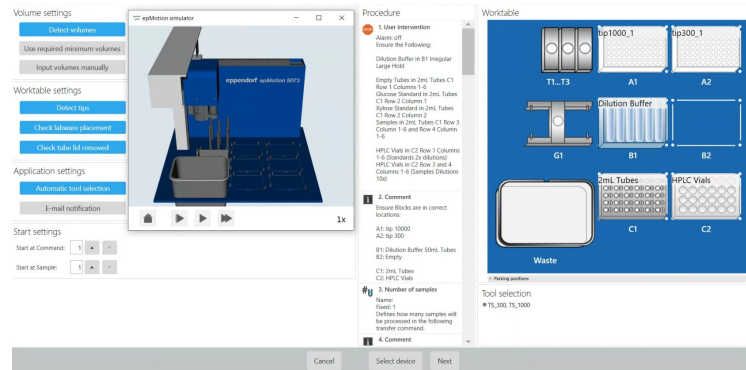 Volume settings
Detect volumes
Use required minimum volumes
Input volumes manually
Worktable settings
Detect tips
Check labware placement
Check tube lid removed
Application settings
Automatic tool selection
E-mail notification
Start settings
Start at Command: 1
Start at Sample: 1
epMotion simulator
eppendorf epMotion 5073
1x
Procedure
STOP
1. User Intervention
Alarm: off
Ensure the Following:
Dilution Buffer in B1 Irregular
Large Hold
Empty Tubes in 2mL Tubes C1
Row 1 Columns 1-6
Glucose Standard in 2mL Tubes
C1 Row 2 Column 1
Xylose Standard in 2mL Tubes
C1 Row 2 Column 2
Samples in 2mL Tubes C1 Row 3
Column 1-6 and Row 4 Column
1-6
HPLC Vials in C2 Row 1 Columns
1-6 (Standards 2x dilutions)
HPLC Vials in C2 Row 3 and 4
Columns 1-6 (Samples Dilutions
10x)
2. Comment
Ensure Blocks are in correct
locations:
A1: tip 10000
A2: tip 300
B1: Dilution Buffer 50mL Tubes
B2: Empty
C1: 2mL Tubes
C2: HPLC Vials
3. Number of samples
Name:
Fixed: 1
Defines how many samples will
be processed in the following
transfer command.
4. Comment
Worktable
tip1000_1
tip300_1
T1...T3
A1
A2
Dilution Buffer
G1
B1
B2
2mL Tubes
HPLC Vials
C1
C2
Waste
Parking positions
Tool selection
TS_300, TS_1000
Cancel
Select device
Next